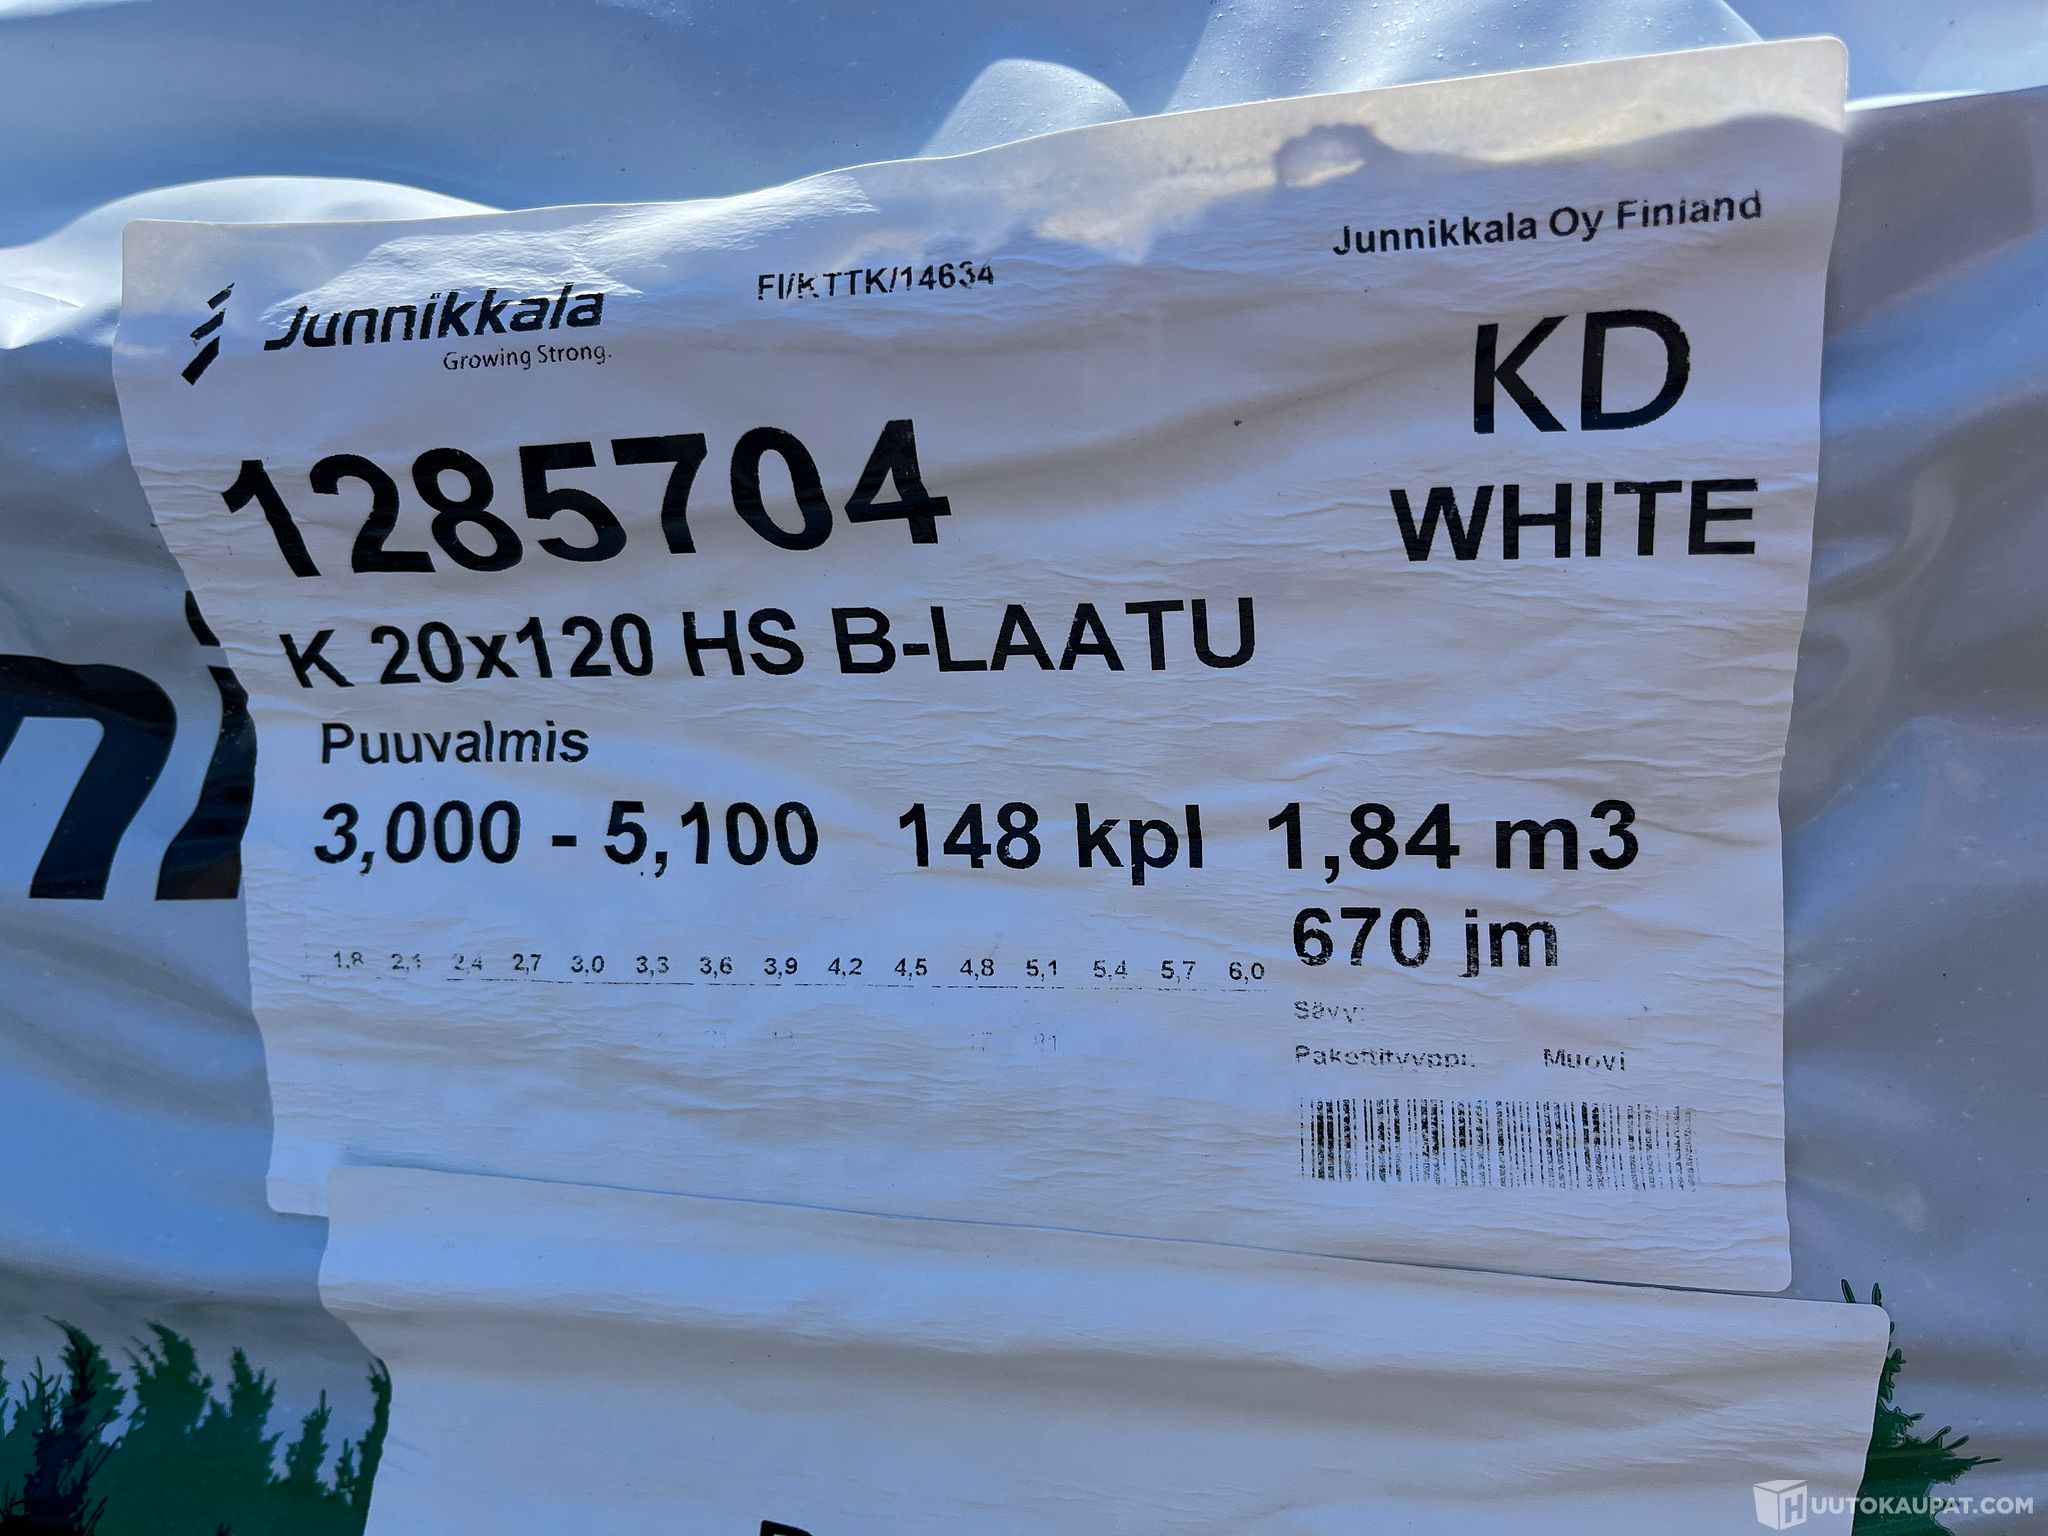 Junnikkala Oy Finland
FI/KTTK/14634
Junnikkala
Growing Strong.
KD
1285704
WHITE
K 20x120 HS B-LAATU
Puuvalmis
3,000 - 5,100 148 kpl 1,84 m3
670 jm
1,8 2,1 2,4 2,7 3,0 3,3 3,6 3,9 4,2 4,5 4,8 5,1 5,4 5,7 6,0
Sävy:
81
Pakettityyppi: Muovi
ni
HUUTOKAUPAT.COM